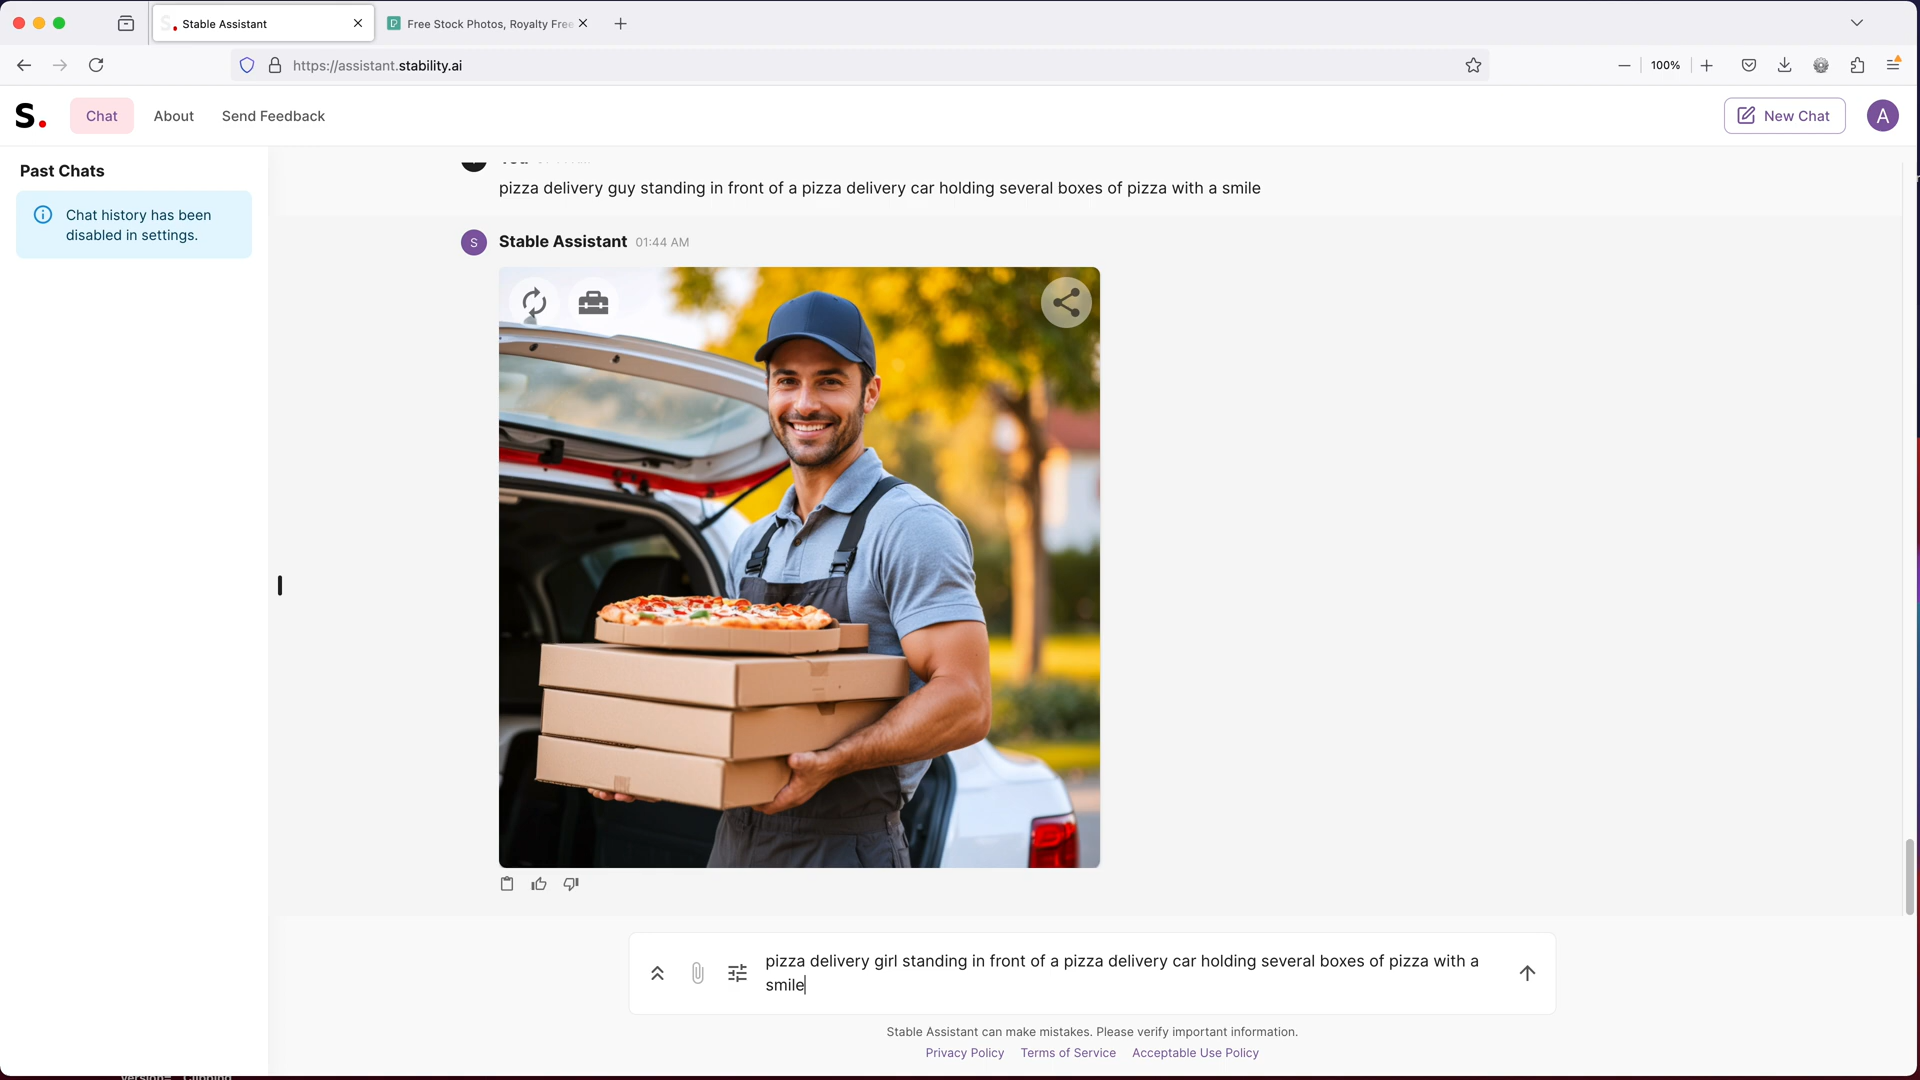 Stable Assistant
Free Stock Photos, Royalty Free
https://assistant.stability.ai
100%
S.
Chat
About
Send Feedback
New Chat
A
Past Chats
Chat history has been
disabled in settings.
pizza delivery guy standing in front of a pizza delivery car holding several boxes of pizza with a smile
S
Stable Assistant 01:44 AM
pizza delivery girl standing in front of a pizza delivery car holding several boxes of pizza with a
smile
Stable Assistant can make mistakes. Please verify important information.
Privacy Policy Terms of Service Acceptable Use Policy